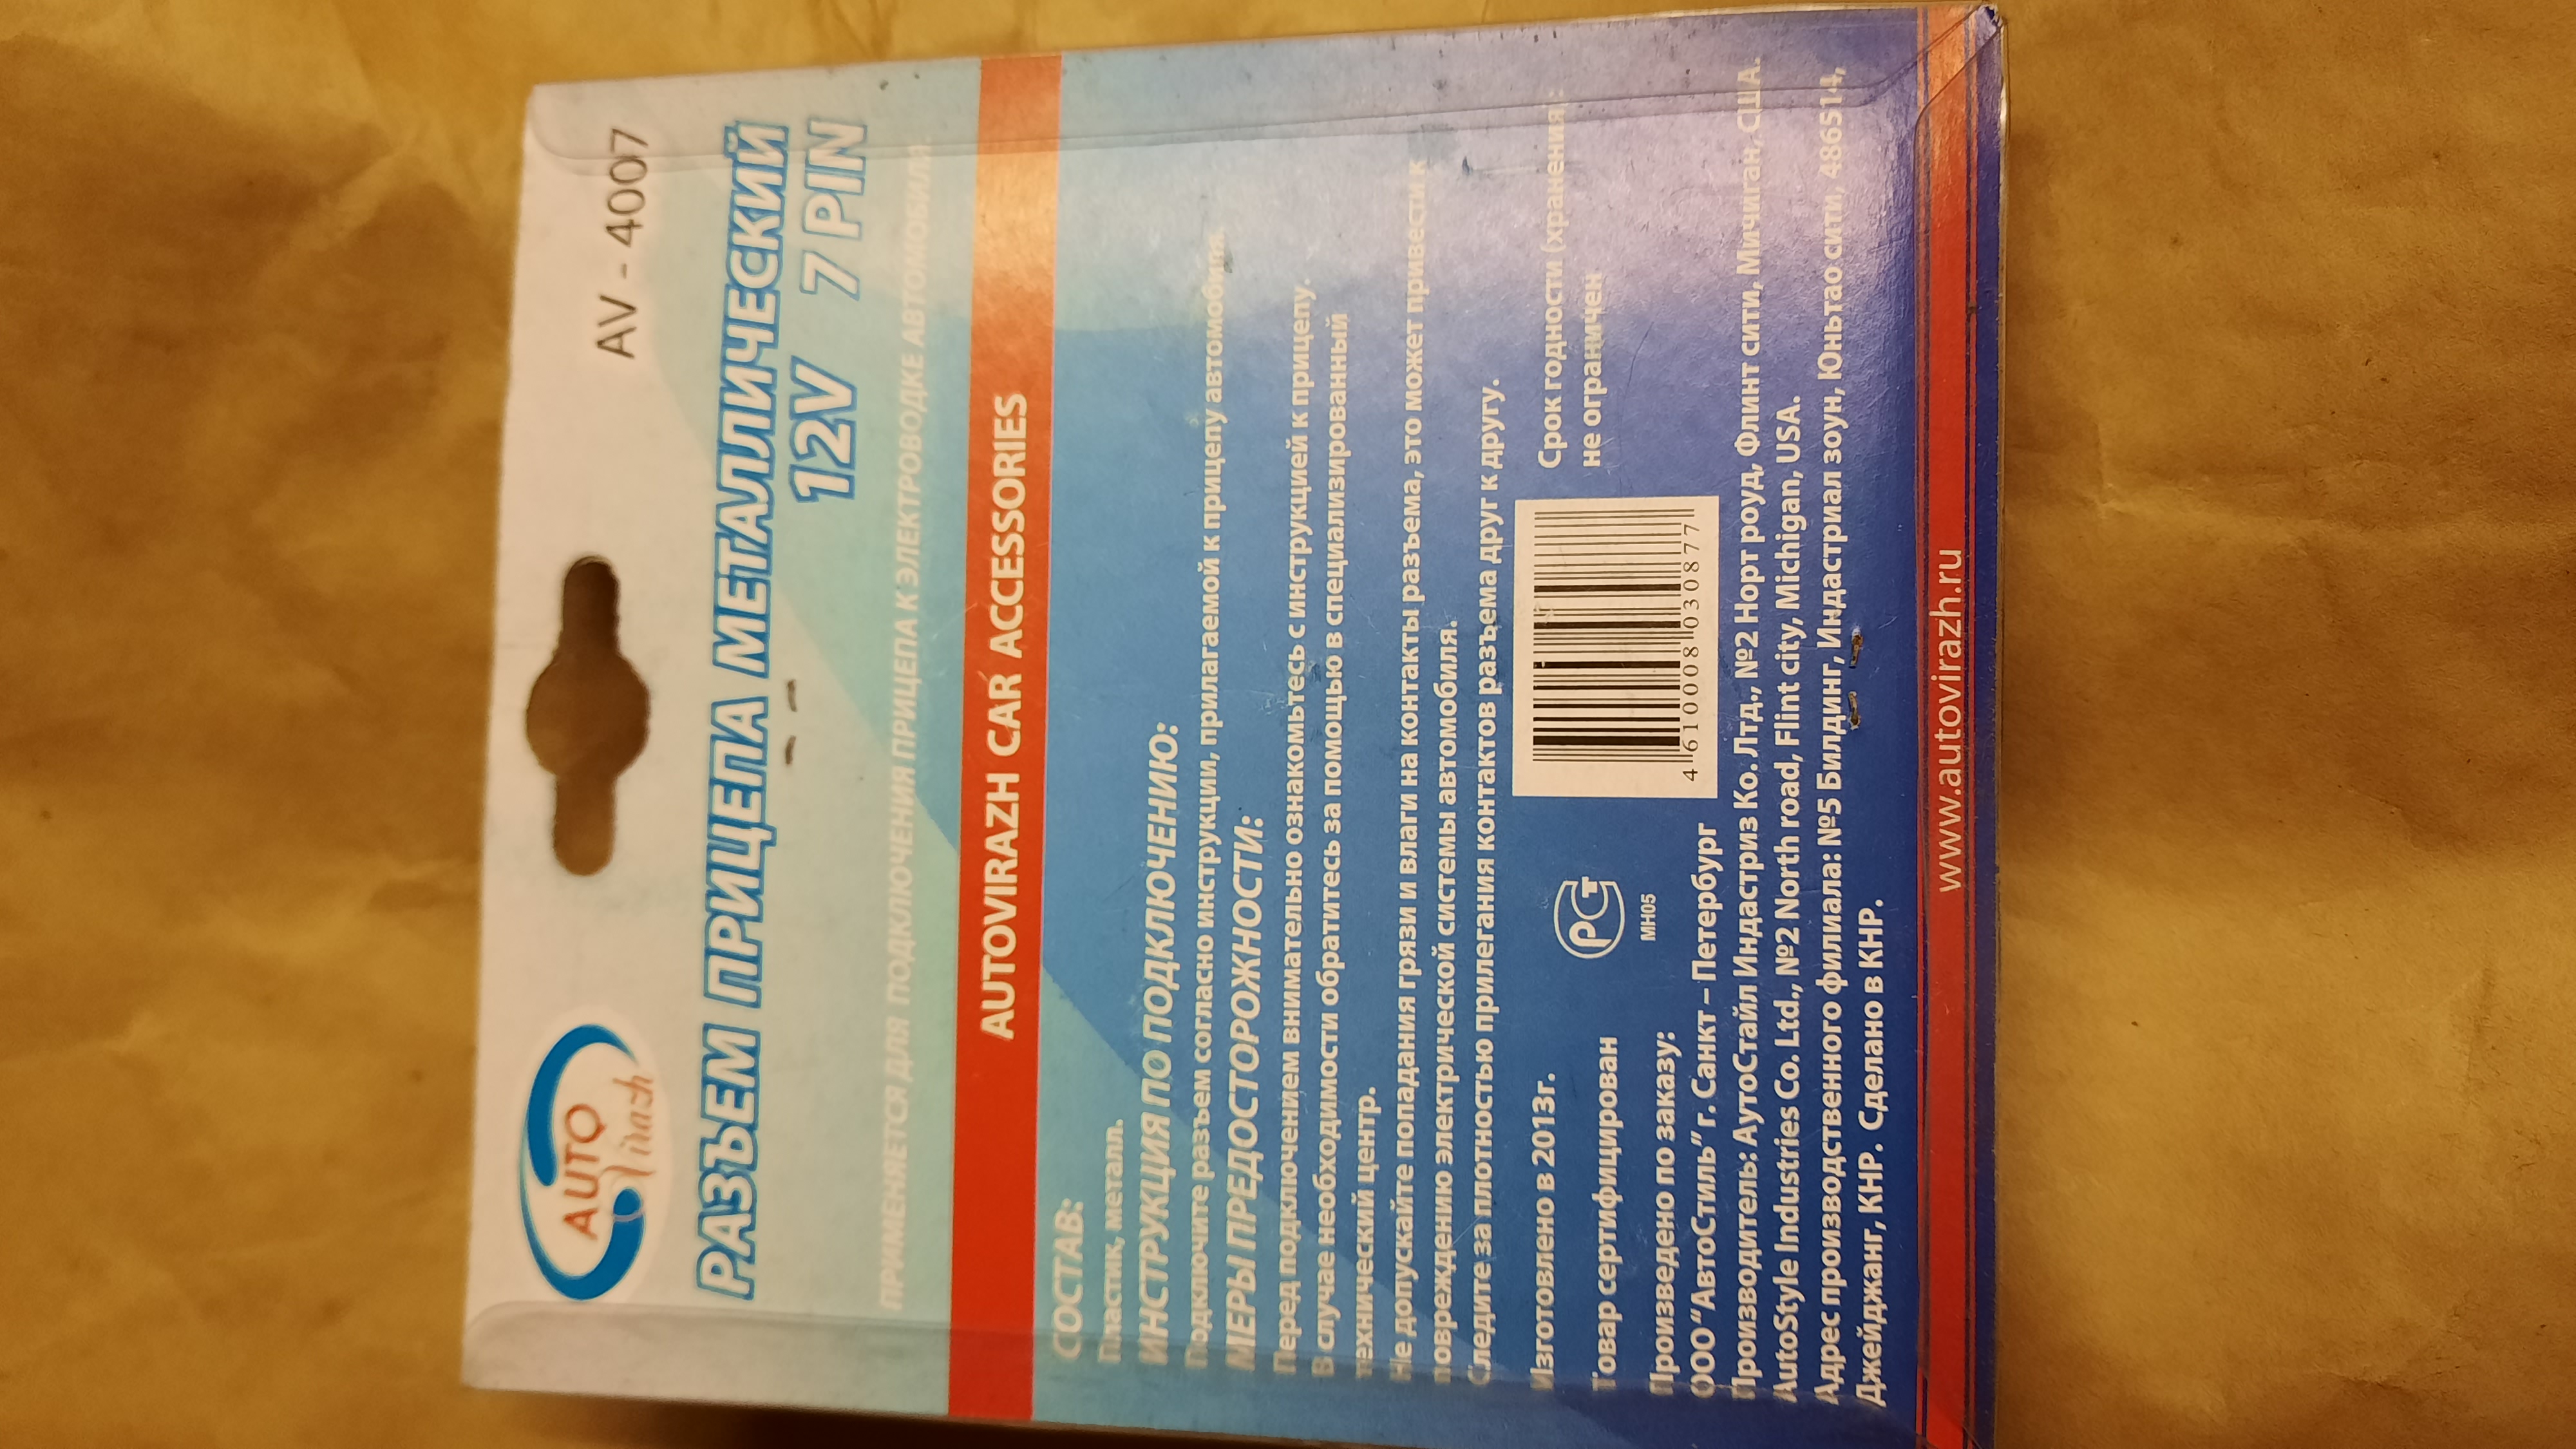 AUTO
Virazh
AV - 4007
РАЗЪЕМ ПРИЦЕПА МЕТАЛЛИЧЕСКИЙ
12V 7 PIN
ПРИМЕНЯЕТСЯ ДЛЯ ПОДКЛЮЧЕНИЯ ПРИЦЕПА К ЭЛЕКТРОПРОВОДКЕ АВТОМОБИЛЯ.
AUTOVIRAZH CAR ACCESSORIES
СОСТАВ:
Пластик, металл.
ИНСТРУКЦИЯ ПО ПОДКЛЮЧЕНИЮ:
Подключите разъем согласно инструкции, прилагаемой к прицепу автомобиля.
МЕРЫ ПРЕДОСТОРОЖНОСТИ:
Перед подключением внимательно ознакомьтесь с инструкцией к прицепу.
В случае необходимости обратитесь за помощью в специализированный
технический центр.
Не допускайте попадания грязи и влаги на контакты разъема, это может привести к
повреждению электрической системы автомобиля.
Следите за плотностью прилегания контактов разъема друг к другу.
Изготовлено в 2013г.
Товар сертифицирован
РСТ
МН05
4 610008 030877
Срок годности (хранения):
не ограничен
Произведено по заказу:
ООО "АвтоСтиль" г. Санкт – Петербург
Производитель: АутоСтайл Индастриз Ко. Лтд., №2 Норт роуд, Флинт сити, Мичиган, США.
AutoStyle Industries Co. Ltd., №2 North road, Flint city, Michigan, USA.
Адрес производственного филиала: №5 Билдинг, Индастриал зоун, Юньтао сити, 486514,
Джейджанг, КНР. Сделано в КНР.
www.autovirazh.ru